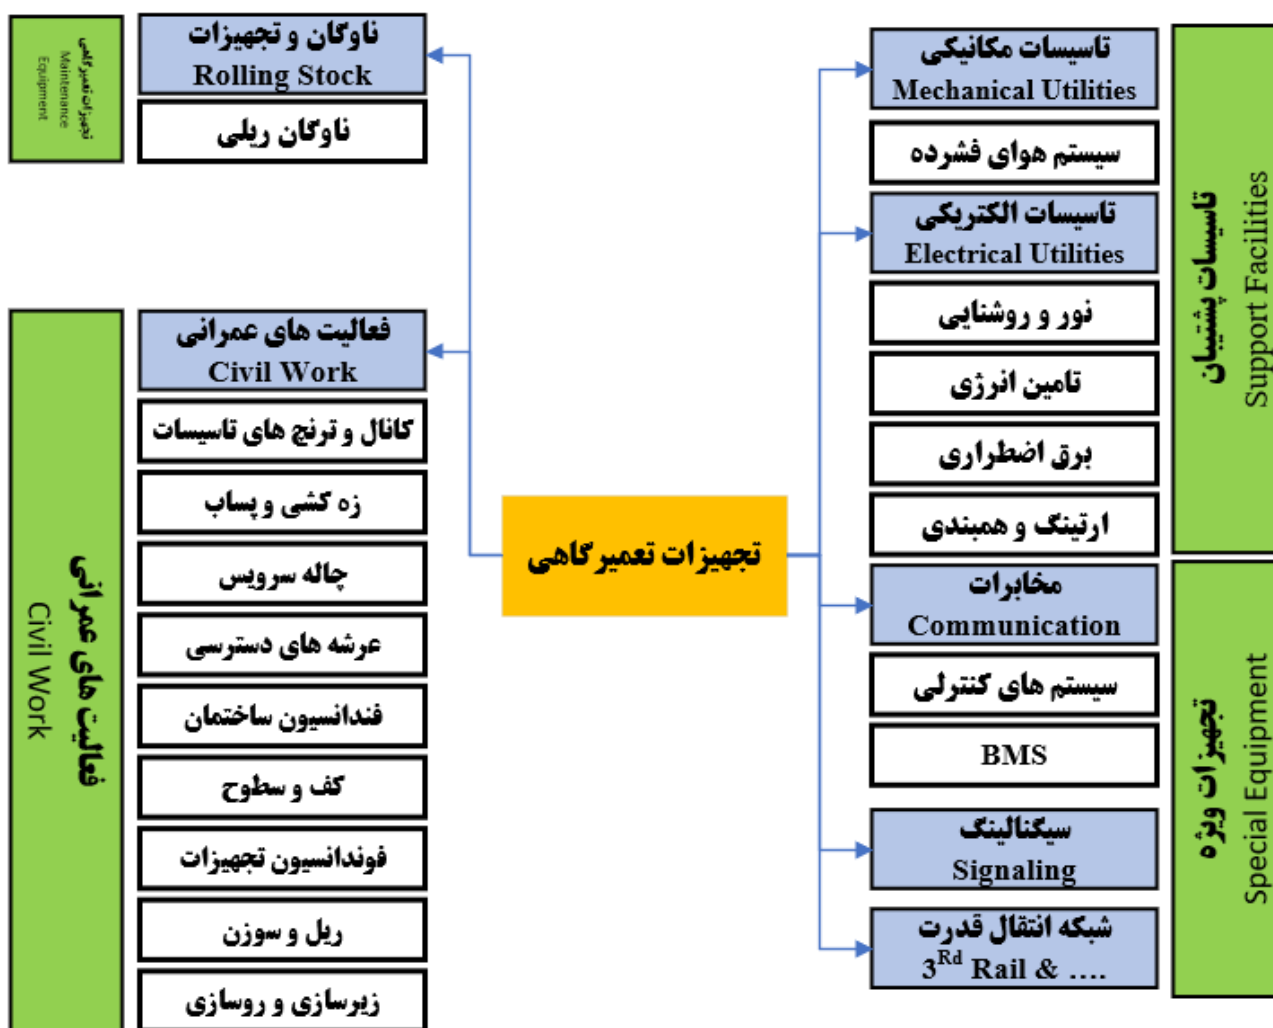 تاسیسات پشتیبان
Support Facilities
تاسیسات مکانیکی
Mechanical Utilities
سیستم هوای فشرده
تاسیسات الکتریکی
Electrical Utilities
نور و روشنایی
تامین انرژی
برق اضطراری
ارتینگ و همبندی
تجهیزات ویژه
Special Equipment
مخابرات
Communication
سیستم های کنترلی
BMS
سیگنالینگ
Signaling
شبکه انتقال قدرت
3Rd Rail & ….
تجهیزات تعمیرگاهی
ناوگان و تجهیزات
Rolling Stock
ناوگان ریلی
تجهیزات تعمیرگاهی
Maintenance
Equipment
فعالیت های عمرانی
Civil Work
کانال و ترنچ های تاسیسات
زه کشی و پساب
چاله سرویس
عرشه های دسترسی
فندانسیون ساختمان
کف و سطوح
فوندانسیون تجهیزات
ریل و سوزن
زیرسازی و روسازی
فعالیت های عمرانی
Civil Work